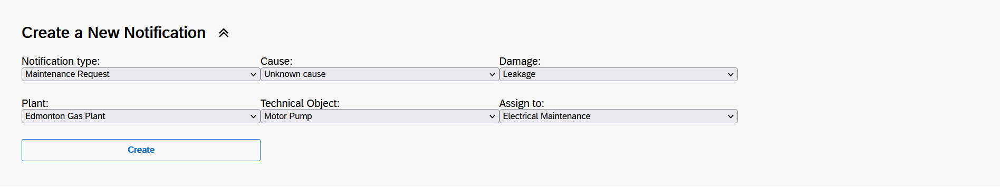 Create a New Notification
Notification type: Cause: Damage:
Maintenance Request Unknown cause Leakage
Plant: Technical Object: Assign to:
Edmonton Gas Plant Motor Pump Electrical Maintenance
Create